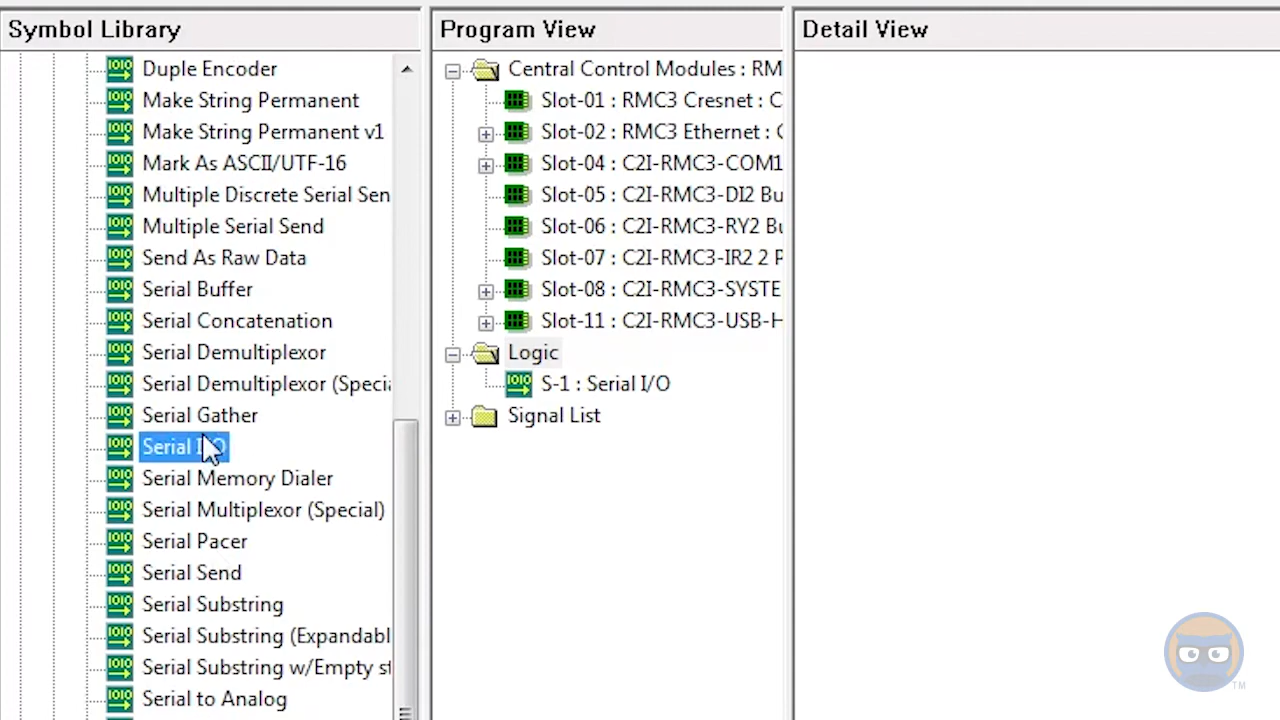 Symbol Library
Duple Encoder
Make String Permanent
Make String Permanent v1
Mark As ASCII/UTF-16
Multiple Discrete Serial Sen
Multiple Serial Send
Send As Raw Data
Serial Buffer
Serial Concatenation
Serial Demultiplexor
Serial Demultiplexor (Specia
Serial Gather
Serial I/O
Serial Memory Dialer
Serial Multiplexor (Special)
Serial Pacer
Serial Send
Serial Substring
Serial Substring (Expandabl
Serial Substring w/Empty st
Serial to Analog
Program View
Central Control Modules : RM
Slot-01 : RMC3 Cresnet : C
Slot-02 : RMC3 Ethernet : C
Slot-04 : C2I-RMC3-COM1
Slot-05 : C2I-RMC3-DI2 Bu
Slot-06 : C2I-RMC3-RY2 Bu
Slot-07 : C2I-RMC3-IR2 2 P
Slot-08 : C2I-RMC3-SYSTE
Slot-11 : C2I-RMC3-USB-H
Logic
S-1 : Serial I/O
Signal List
Detail View
TM